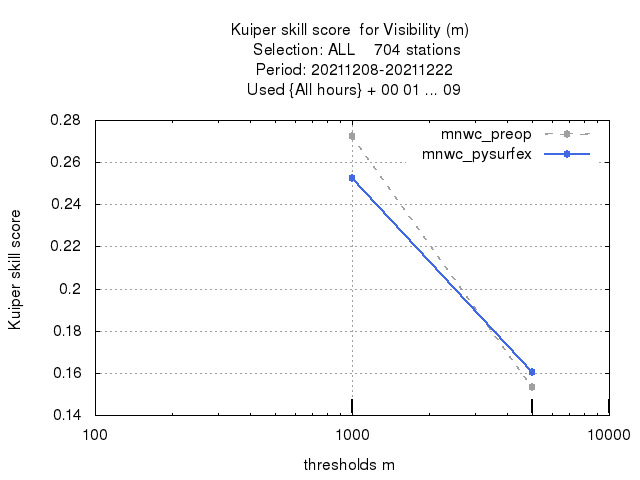 Kuiper skill score  for Visibility (m)
Selection: ALL    704 stations
Period: 20211208-20211222
Used {All hours} + 00 01 ... 09
mnwc_preop
mnwc_pysurfex
0.28
0.26
0.24
0.22
0.2
0.18
0.16
0.14
Kuiper skill score
100
1000
10000
thresholds m